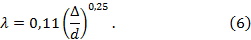 λ = 0,11 (Δ/d)^0,25 . (6)